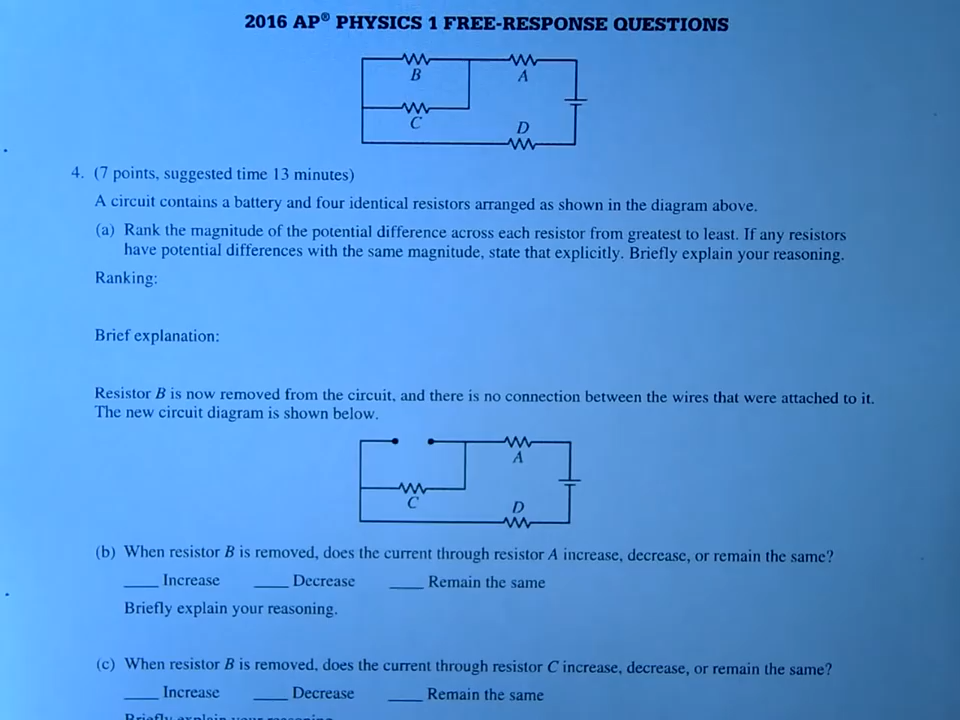 2016 AP® PHYSICS 1 FREE-RESPONSE QUESTIONS
B
A
C
D
4. (7 points, suggested time 13 minutes)
A circuit contains a battery and four identical resistors arranged as shown in the diagram above.
(a) Rank the magnitude of the potential difference across each resistor from greatest to least. If any resistors
have potential differences with the same magnitude, state that explicitly. Briefly explain your reasoning.
Ranking:
Brief explanation:
Resistor B is now removed from the circuit, and there is no connection between the wires that were attached to it.
The new circuit diagram is shown below.
A
C
D
(b) When resistor B is removed, does the current through resistor A increase, decrease, or remain the same?
____ Increase ____ Decrease ____ Remain the same
Briefly explain your reasoning.
(c) When resistor B is removed, does the current through resistor C increase, decrease, or remain the same?
____ Increase ____ Decrease ____ Remain the same
Briefly explain your reasoning